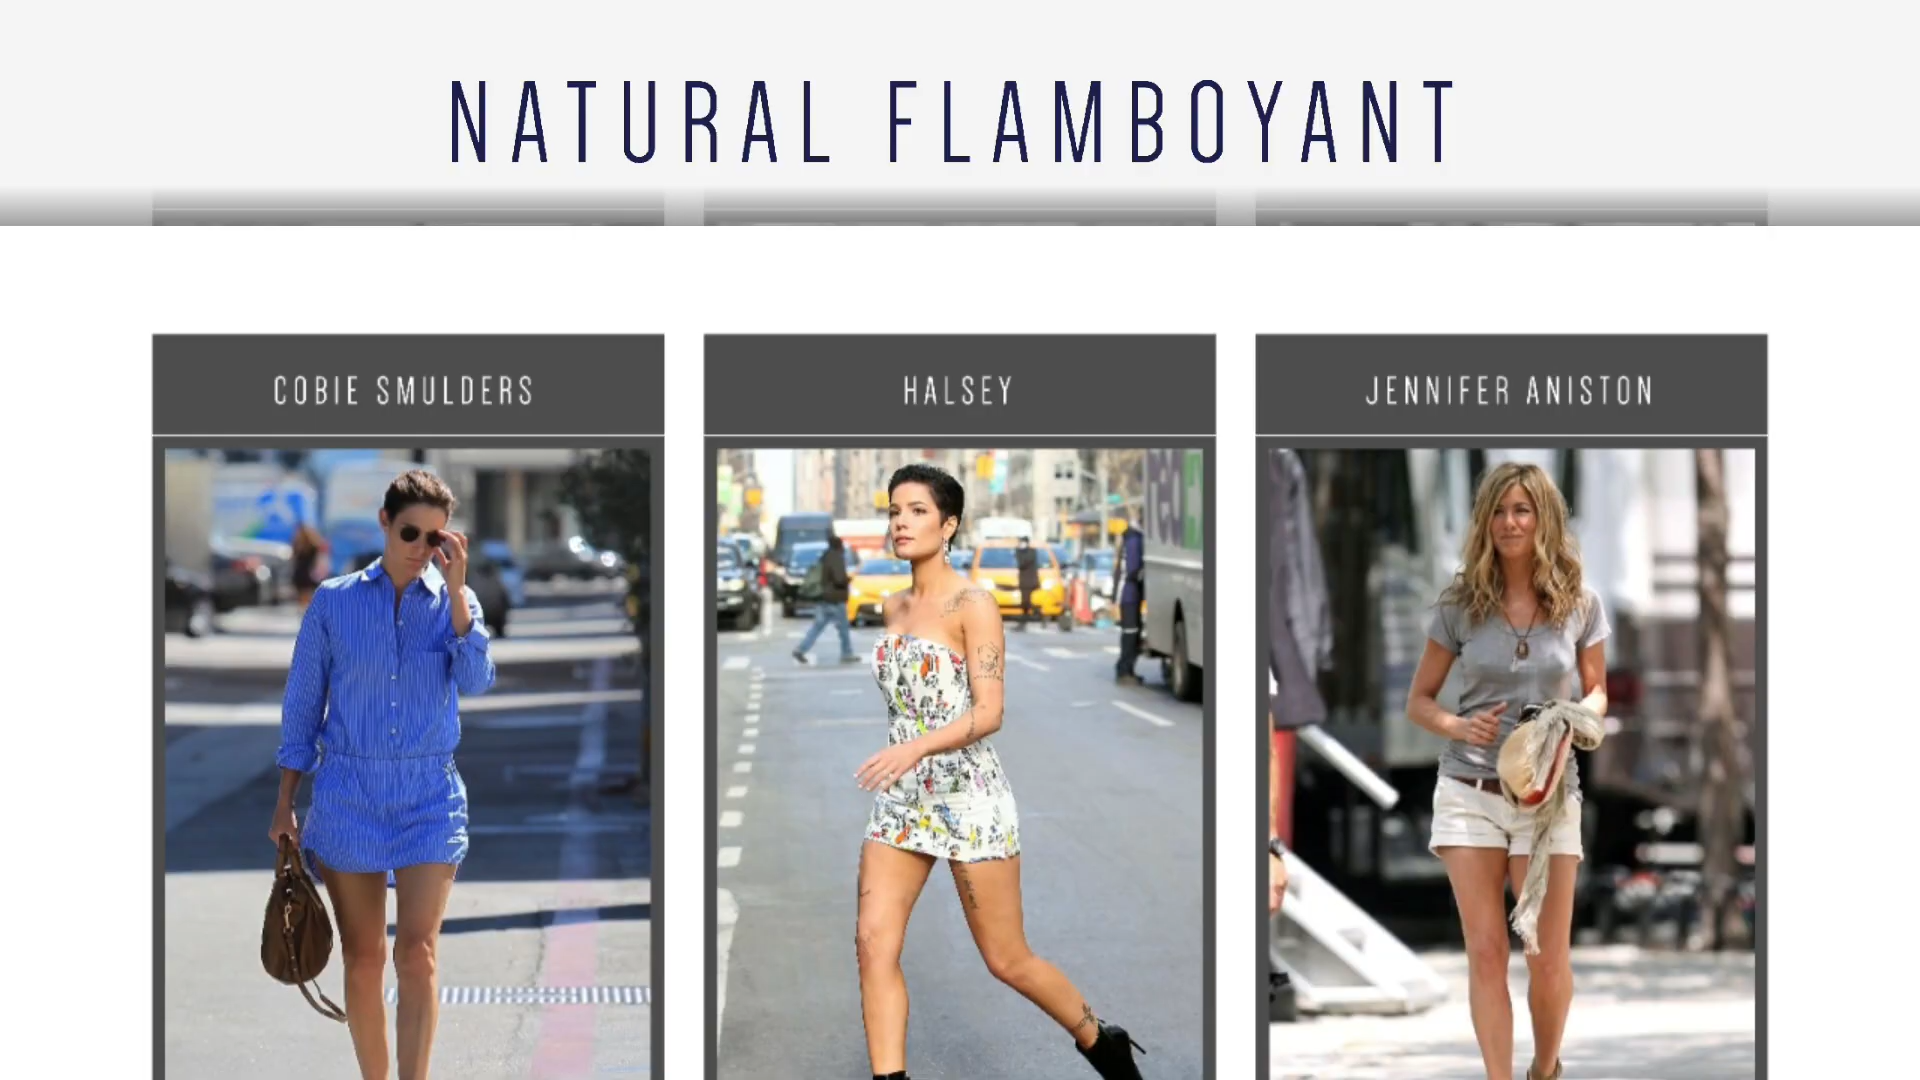 NATURAL FLAMBOYANT
COBIE SMULDERS
HALSEY
JENNIFER ANISTON